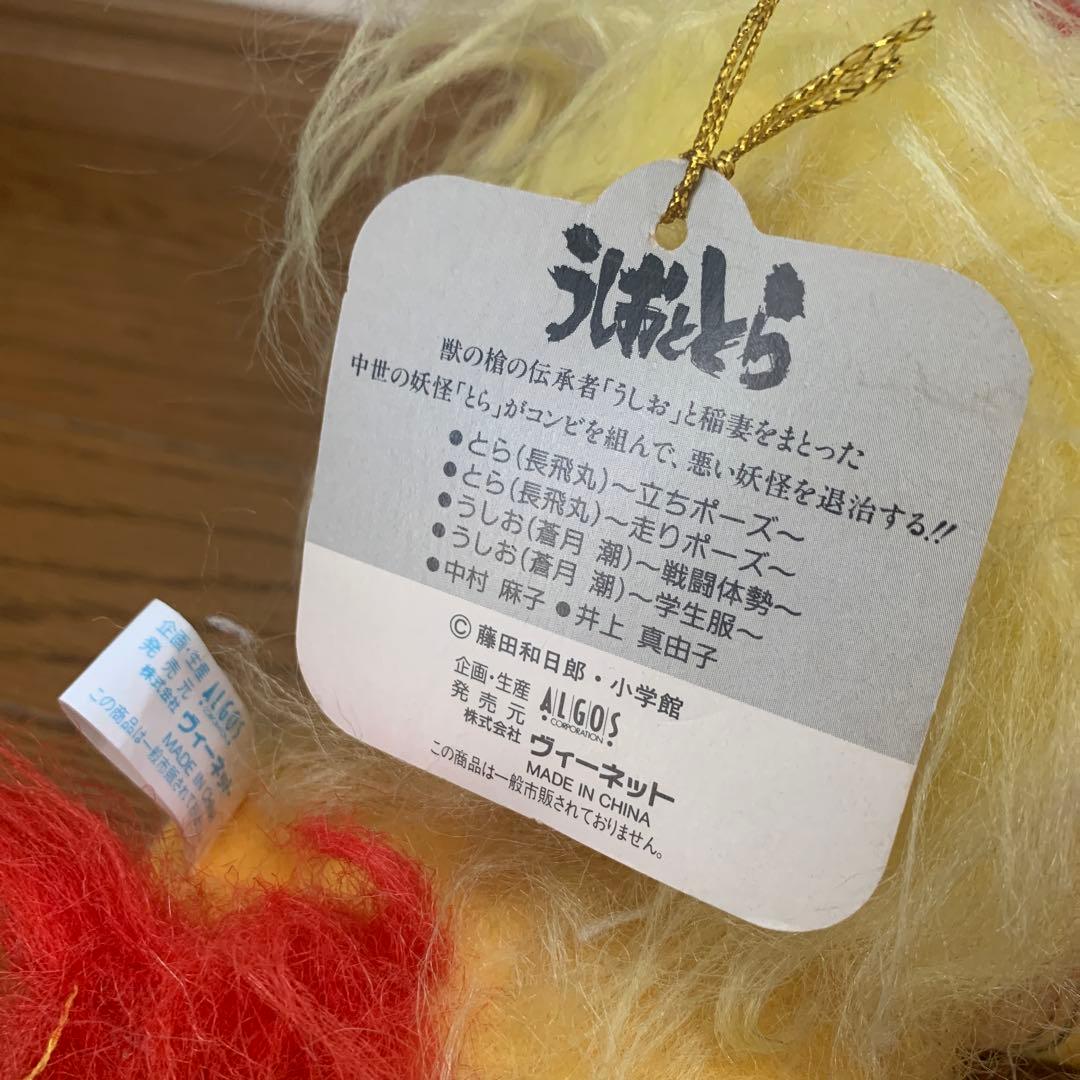 うしおととら
獣の槍の伝承者「うしお」と稲妻をまとった
中世の妖怪「とら」がコンビを組んで、悪い妖怪を退治する!!
●とら(長飛丸)〜立ちポーズ〜
●とら(長飛丸)〜走りポーズ〜
●うしお(蒼月 潮)〜戦闘体勢〜
●うしお(蒼月 潮)〜学生服〜
●中村 麻子 ●井上 真由子
©藤田和日郎・小学館
企画・生産
発売元 ALGOS
CORPORATION
株式会社 ヴィーネット
MADE IN CHINA
この商品は一般市販されておりません。
企画・生産
発売元 ALGOS
株式会社 ヴィーネット
MADE IN CHINA
この商品は一般市販されて